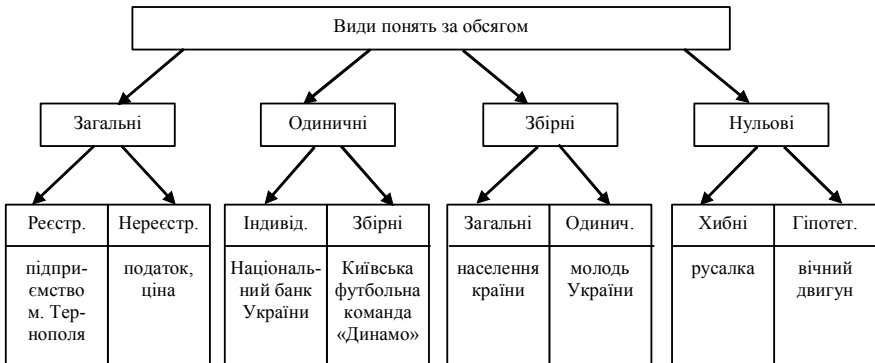 Види понять за обсягом
Загальні
Одиничні
Збірні
Нульові
Реєстр.
Нереєстр.
Індивід.
Збірні
Загальні
Одинич.
Хибні
Гіпотет.
підпри-
ємство
м. Тер-
нополя
податок,
ціна
Національ-
ний банк
України
Київська
футбольна
команда
«Динамо»
населення
країни
молодь
України
русалка
вічний
двигун